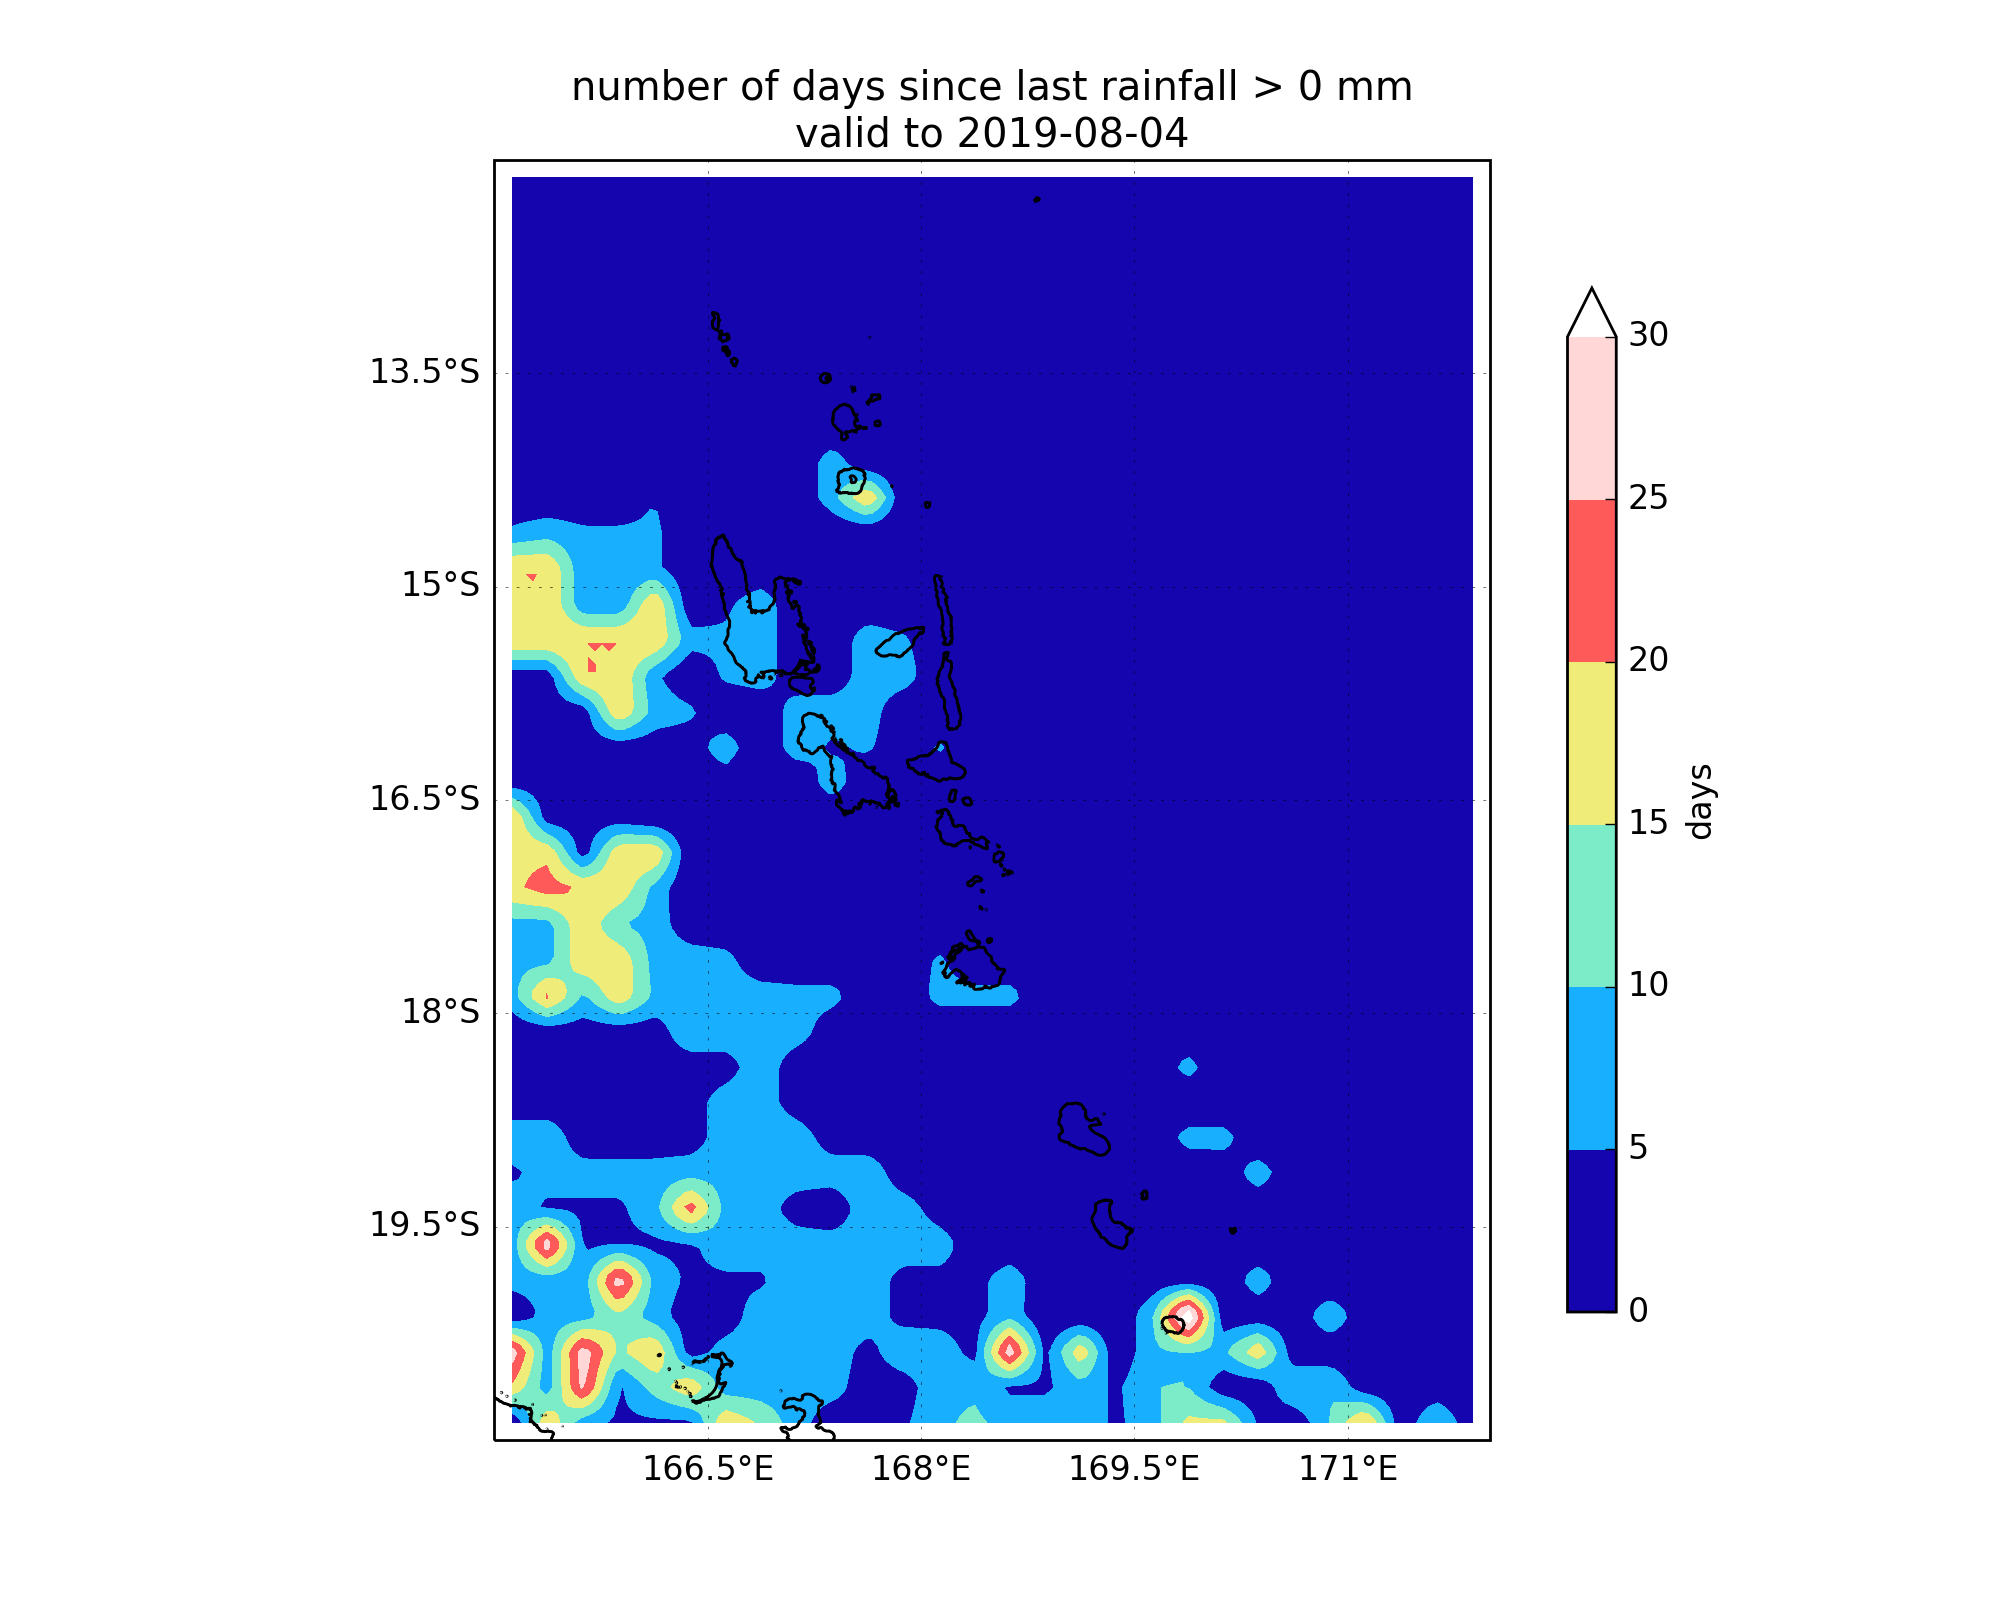 number of days since last rainfall > 0 mm
valid to 2019-08-04
13.5°S
15°S
16.5°S
18°S
19.5°S
166.5°E
168°E
169.5°E
171°E
30
25
20
15
10
5
0
days